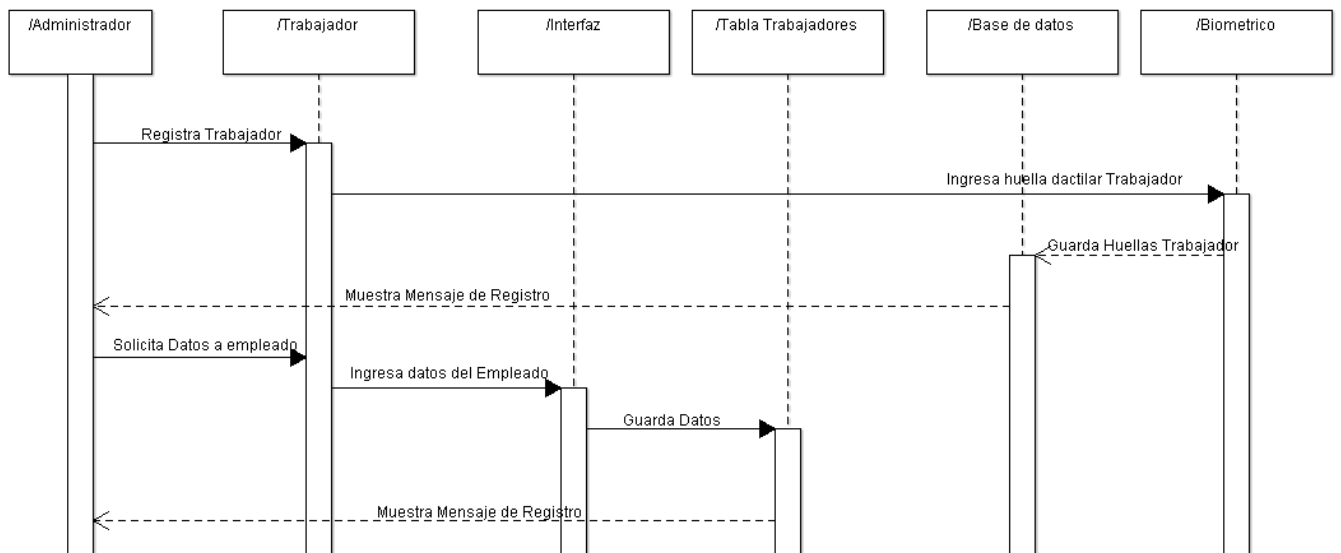 /Administrador
/Trabajador
/Interfaz
/Tabla Trabajadores
/Base de datos
/Biometrico
Registra Trabajador
Ingresa huella dactilar Trabajador
Guarda Huellas Trabajador
Muestra Mensaje de Registro
Solicita Datos a empleado
Ingresa datos del Empleado
Guarda Datos
Muestra Mensaje de Registro